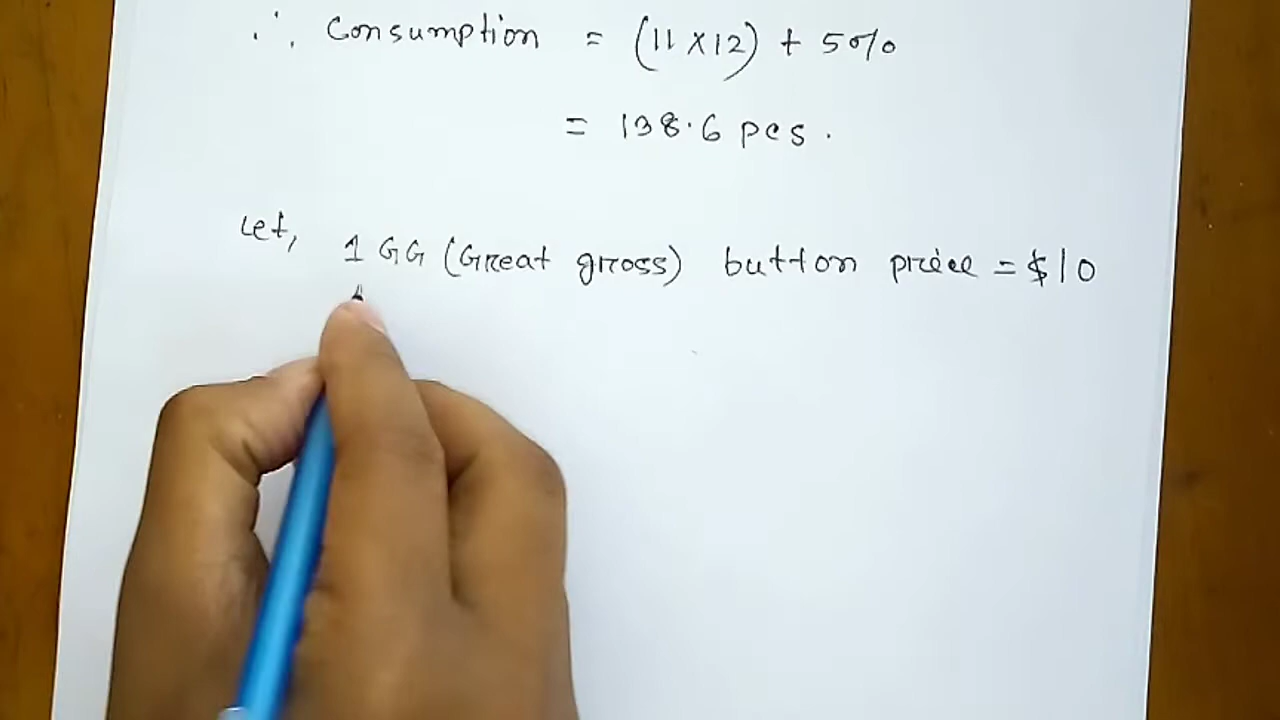 ∴ Consumption = (11 x 12) + 5%
= 138.6 pcs.
Let, 1 GG (Great gross) button price = $10